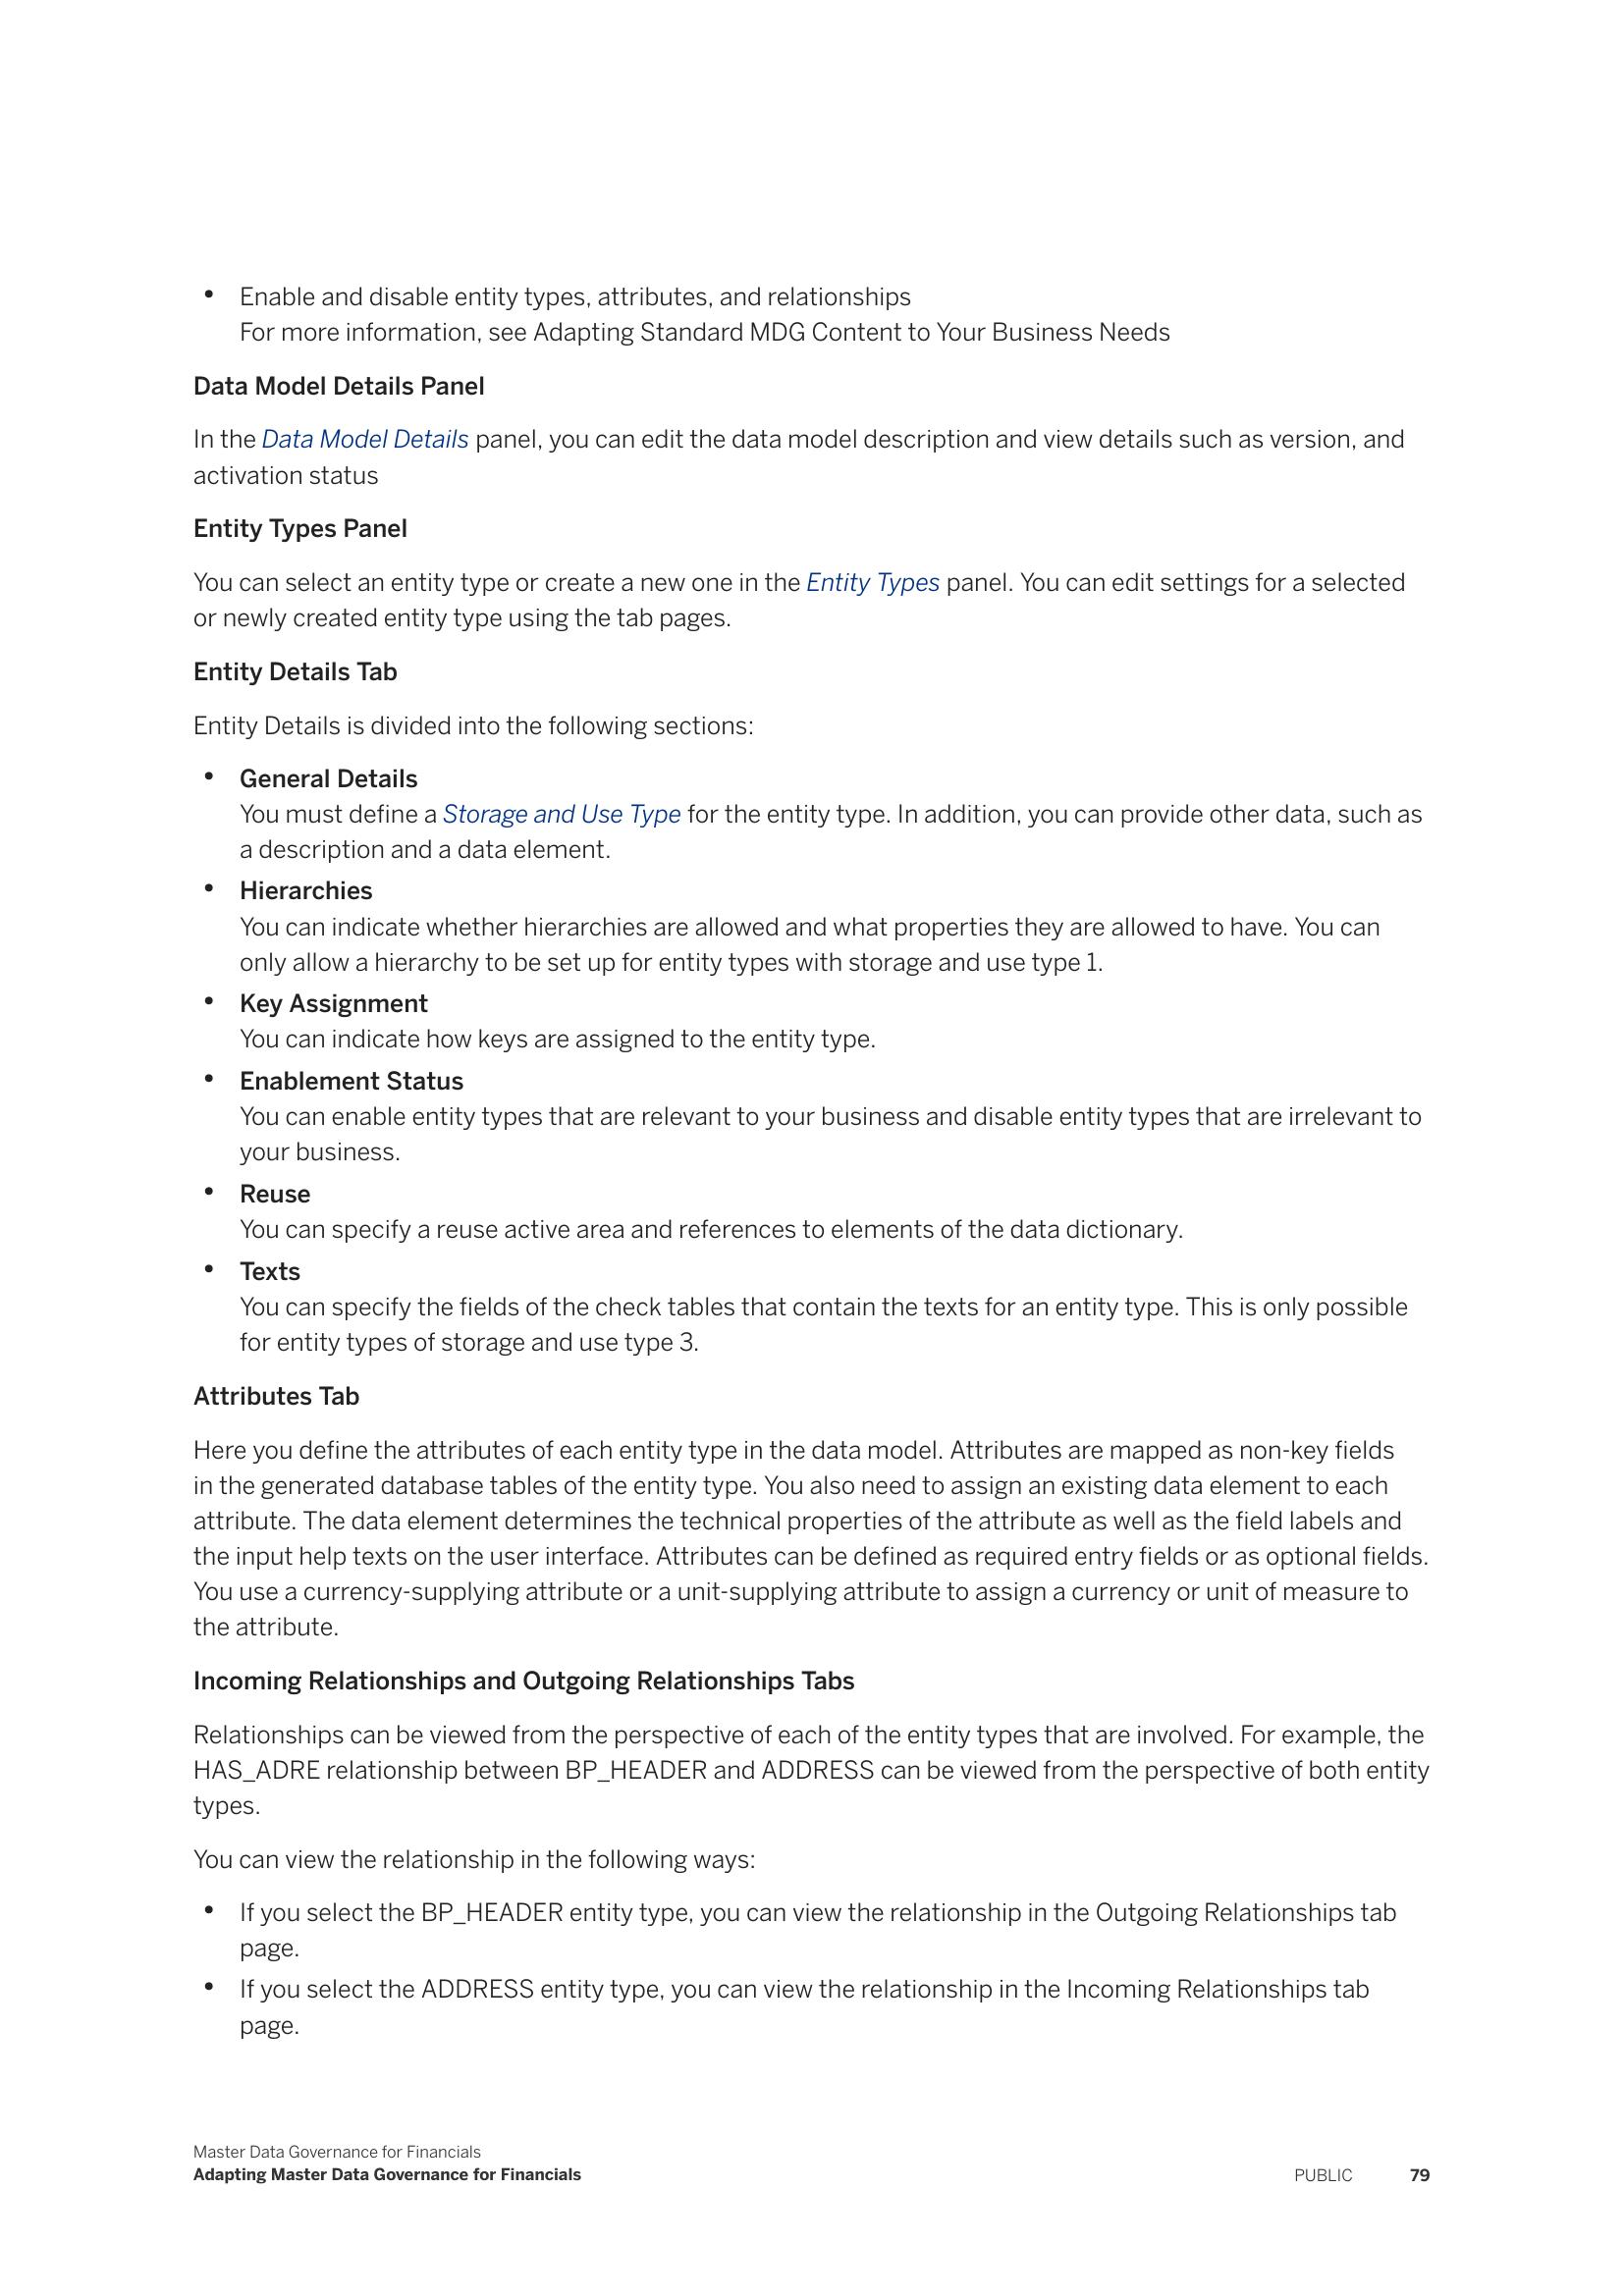 • Enable and disable entity types, attributes, and relationships
For more information, see Adapting Standard MDG Content to Your Business Needs
Data Model Details Panel
In the Data Model Details panel, you can edit the data model description and view details such as version, and
activation status
Entity Types Panel
You can select an entity type or create a new one in the Entity Types panel. You can edit settings for a selected
or newly created entity type using the tab pages.
Entity Details Tab
Entity Details is divided into the following sections:
• General Details
You must define a Storage and Use Type for the entity type. In addition, you can provide other data, such as
a description and a data element.
• Hierarchies
You can indicate whether hierarchies are allowed and what properties they are allowed to have. You can
only allow a hierarchy to be set up for entity types with storage and use type 1.
• Key Assignment
You can indicate how keys are assigned to the entity type.
• Enablement Status
You can enable entity types that are relevant to your business and disable entity types that are irrelevant to
your business.
• Reuse
You can specify a reuse active area and references to elements of the data dictionary.
• Texts
You can specify the fields of the check tables that contain the texts for an entity type. This is only possible
for entity types of storage and use type 3.
Attributes Tab
Here you define the attributes of each entity type in the data model. Attributes are mapped as non-key fields
in the generated database tables of the entity type. You also need to assign an existing data element to each
attribute. The data element determines the technical properties of the attribute as well as the field labels and
the input help texts on the user interface. Attributes can be defined as required entry fields or as optional fields.
You use a currency-supplying attribute or a unit-supplying attribute to assign a currency or unit of measure to
the attribute.
Incoming Relationships and Outgoing Relationships Tabs
Relationships can be viewed from the perspective of each of the entity types that are involved. For example, the
HAS_ADRE relationship between BP_HEADER and ADDRESS can be viewed from the perspective of both entity
types.
You can view the relationship in the following ways:
• If you select the BP_HEADER entity type, you can view the relationship in the Outgoing Relationships tab
page.
• If you select the ADDRESS entity type, you can view the relationship in the Incoming Relationships tab
page.
Master Data Governance for Financials
Adapting Master Data Governance for Financials PUBLIC 79